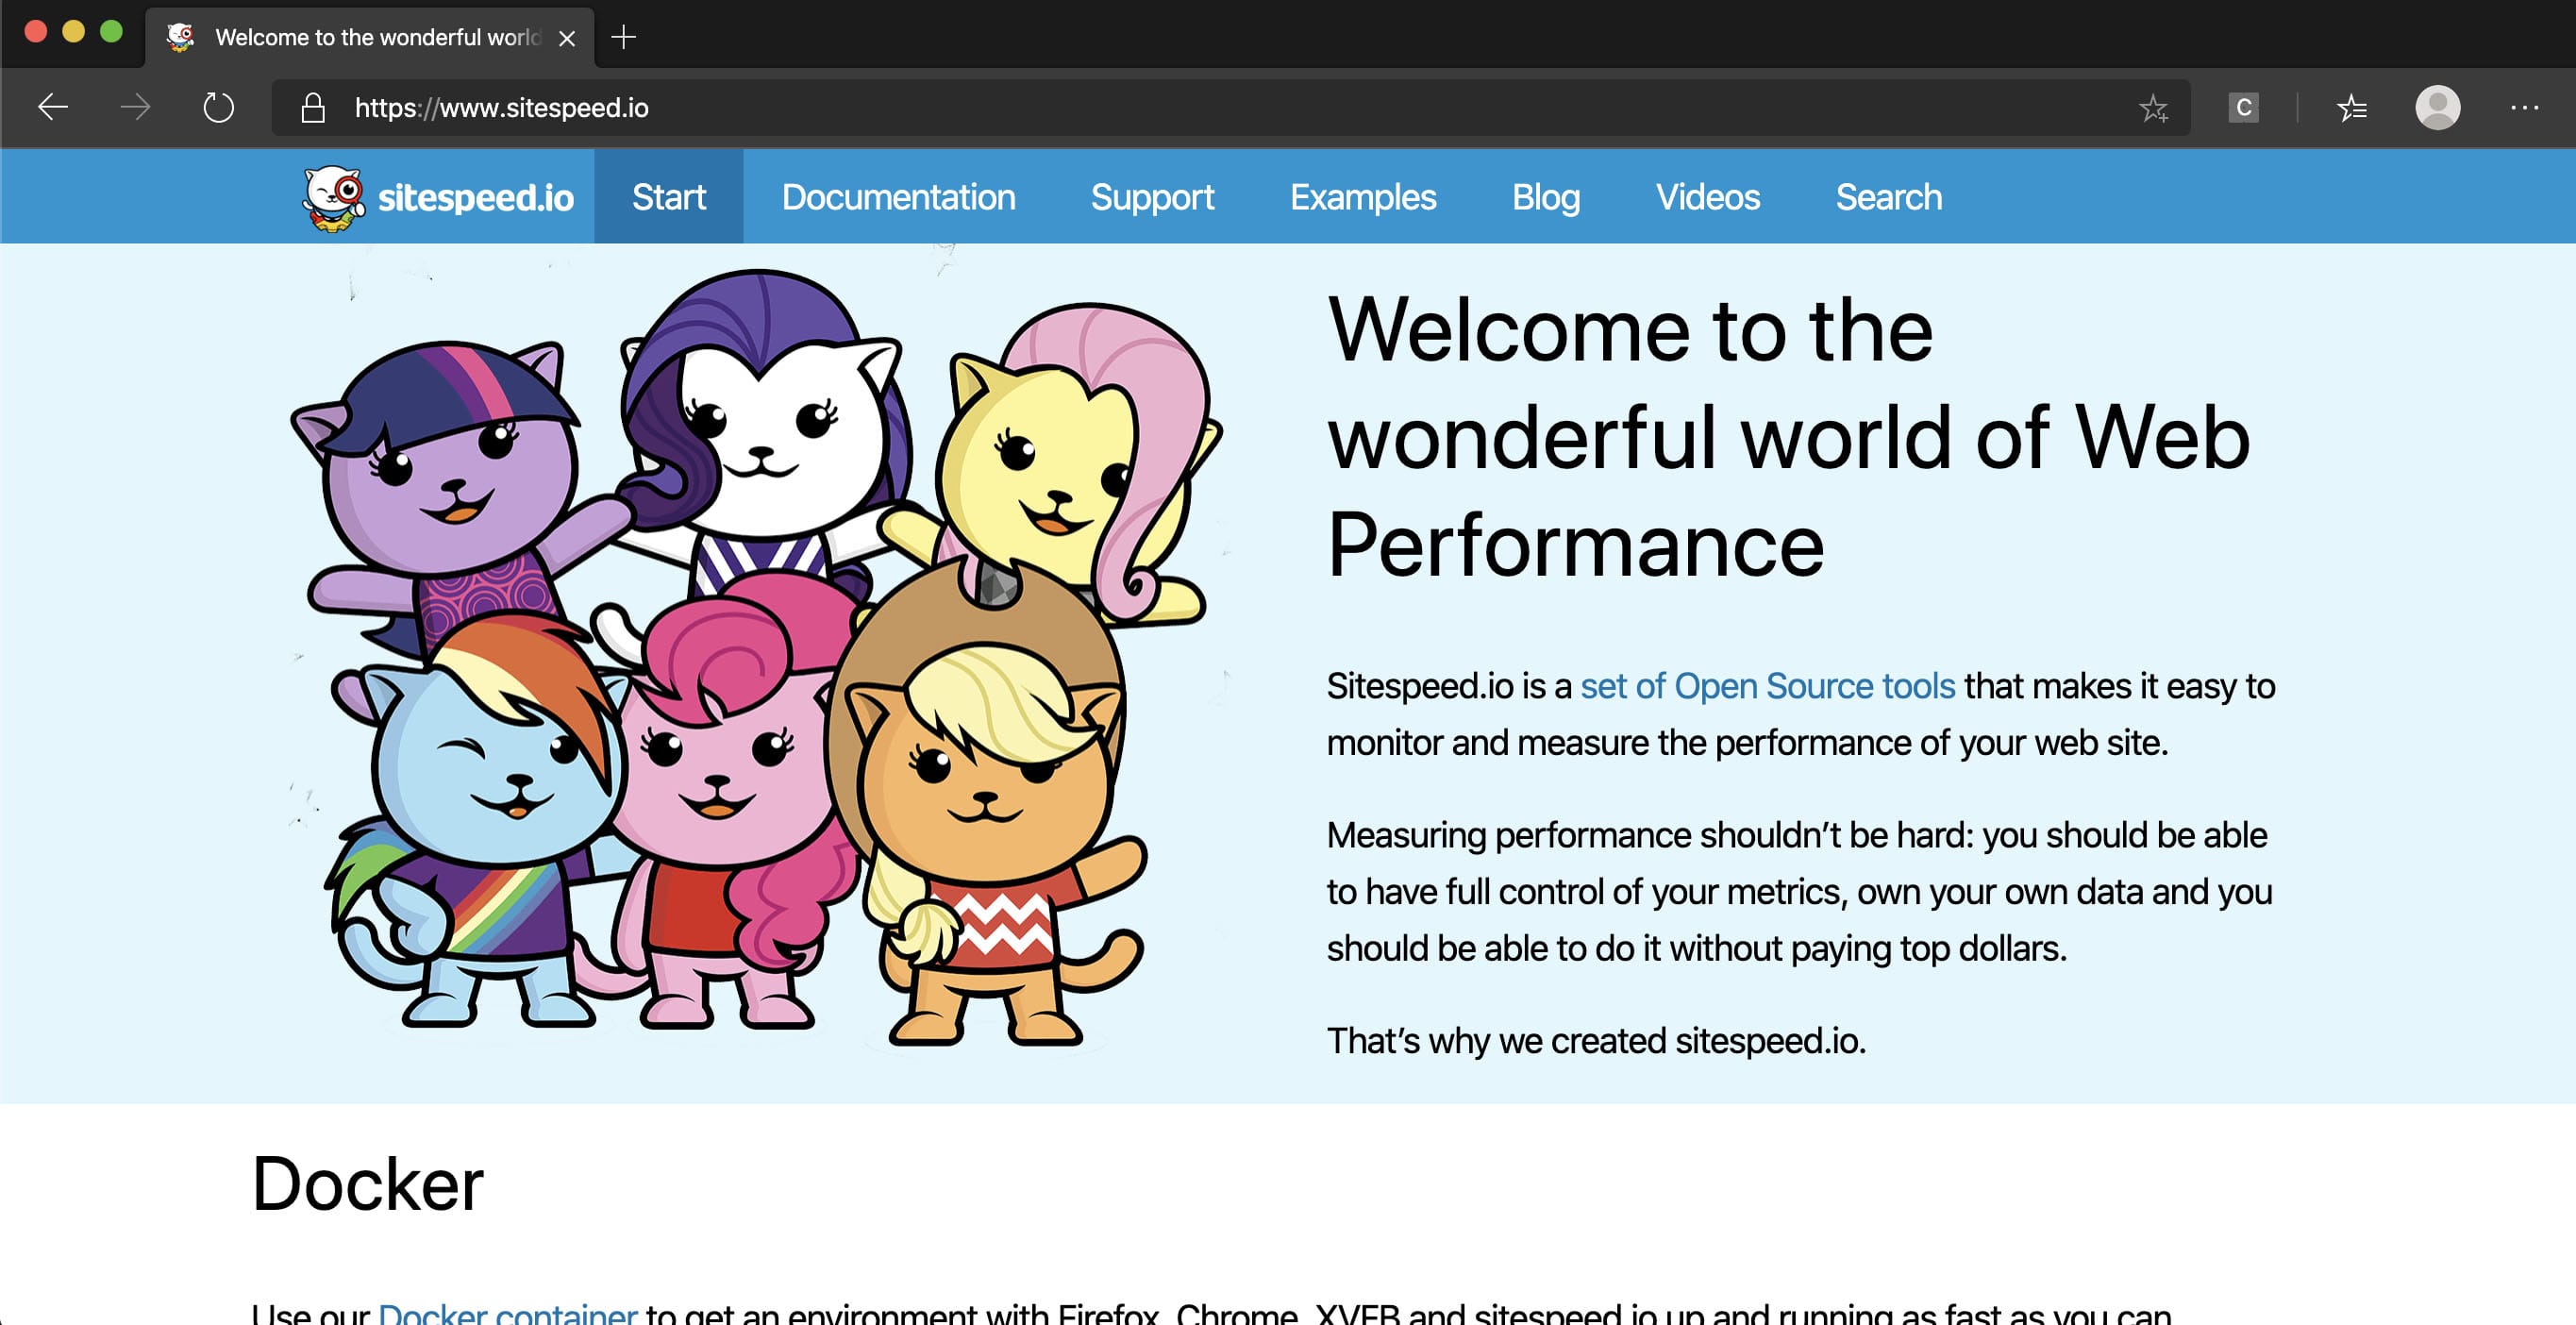 Welcome to the wonderful world
https://www.sitespeed.io
C
sitespeed.io Start Documentation Support Examples Blog Videos Search
Welcome to the
wonderful world of Web
Performance
Sitespeed.io is a set of Open Source tools that makes it easy to
monitor and measure the performance of your web site.
Measuring performance shouldn’t be hard: you should be able
to have full control of your metrics, own your own data and you
should be able to do it without paying top dollars.
That’s why we created sitespeed.io.
Docker
Use our Docker container to get an environment with Firefox, Chrome, XVFB and sitespeed.io up and running as fast as you can